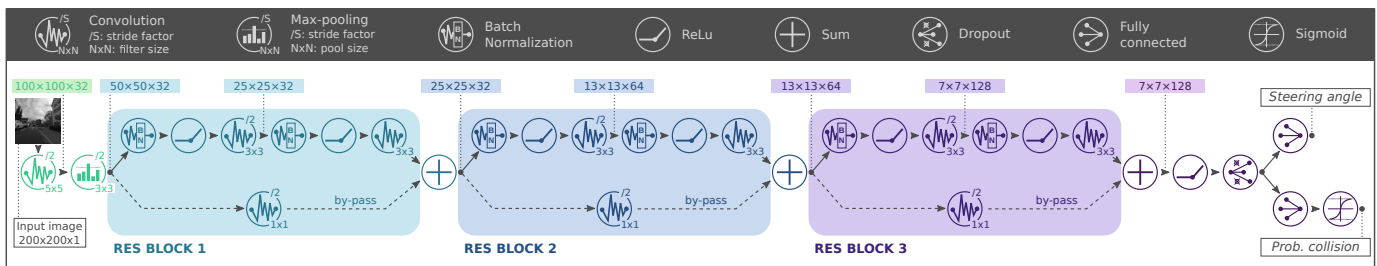 /S
NxN
Convolution
/S: stride factor
NxN: filter size
/S
NxN
Max-pooling
/S: stride factor
NxN: pool size
B
N
Batch
Normalization
ReLu
Sum
Dropout
Fully
connected
Sigmoid
100×100×32
50×50×32
25×25×32
25×25×32
13×13×64
13×13×64
7×7×128
7×7×128
Steering angle
B
N
/2
3x3
B
N
3x3
B
N
/2
3x3
B
N
3x3
B
N
/2
3x3
B
N
3x3
/2
5x5
/2
3x3
/2
1x1
by-pass
/2
1x1
by-pass
/2
1x1
by-pass
Input image
200x200x1
RES BLOCK 1
RES BLOCK 2
RES BLOCK 3
Prob. collision